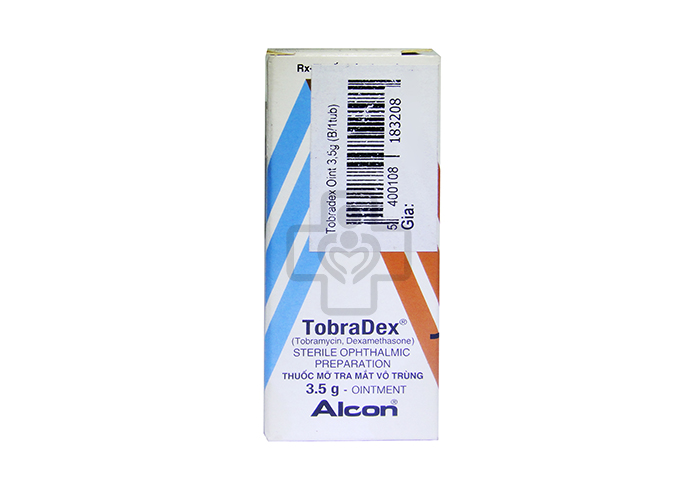 Rx-
Tobradex Oint 3,5g (B/1tub)
5 400108 183208
Gia:
TobraDex®
(Tobramycin, Dexamethasone)
STERILE OPHTHALMIC
PREPARATION
THUỐC MỠ TRA MẮT VÔ TRÙNG
3.5 g - OINTMENT
Alcon®